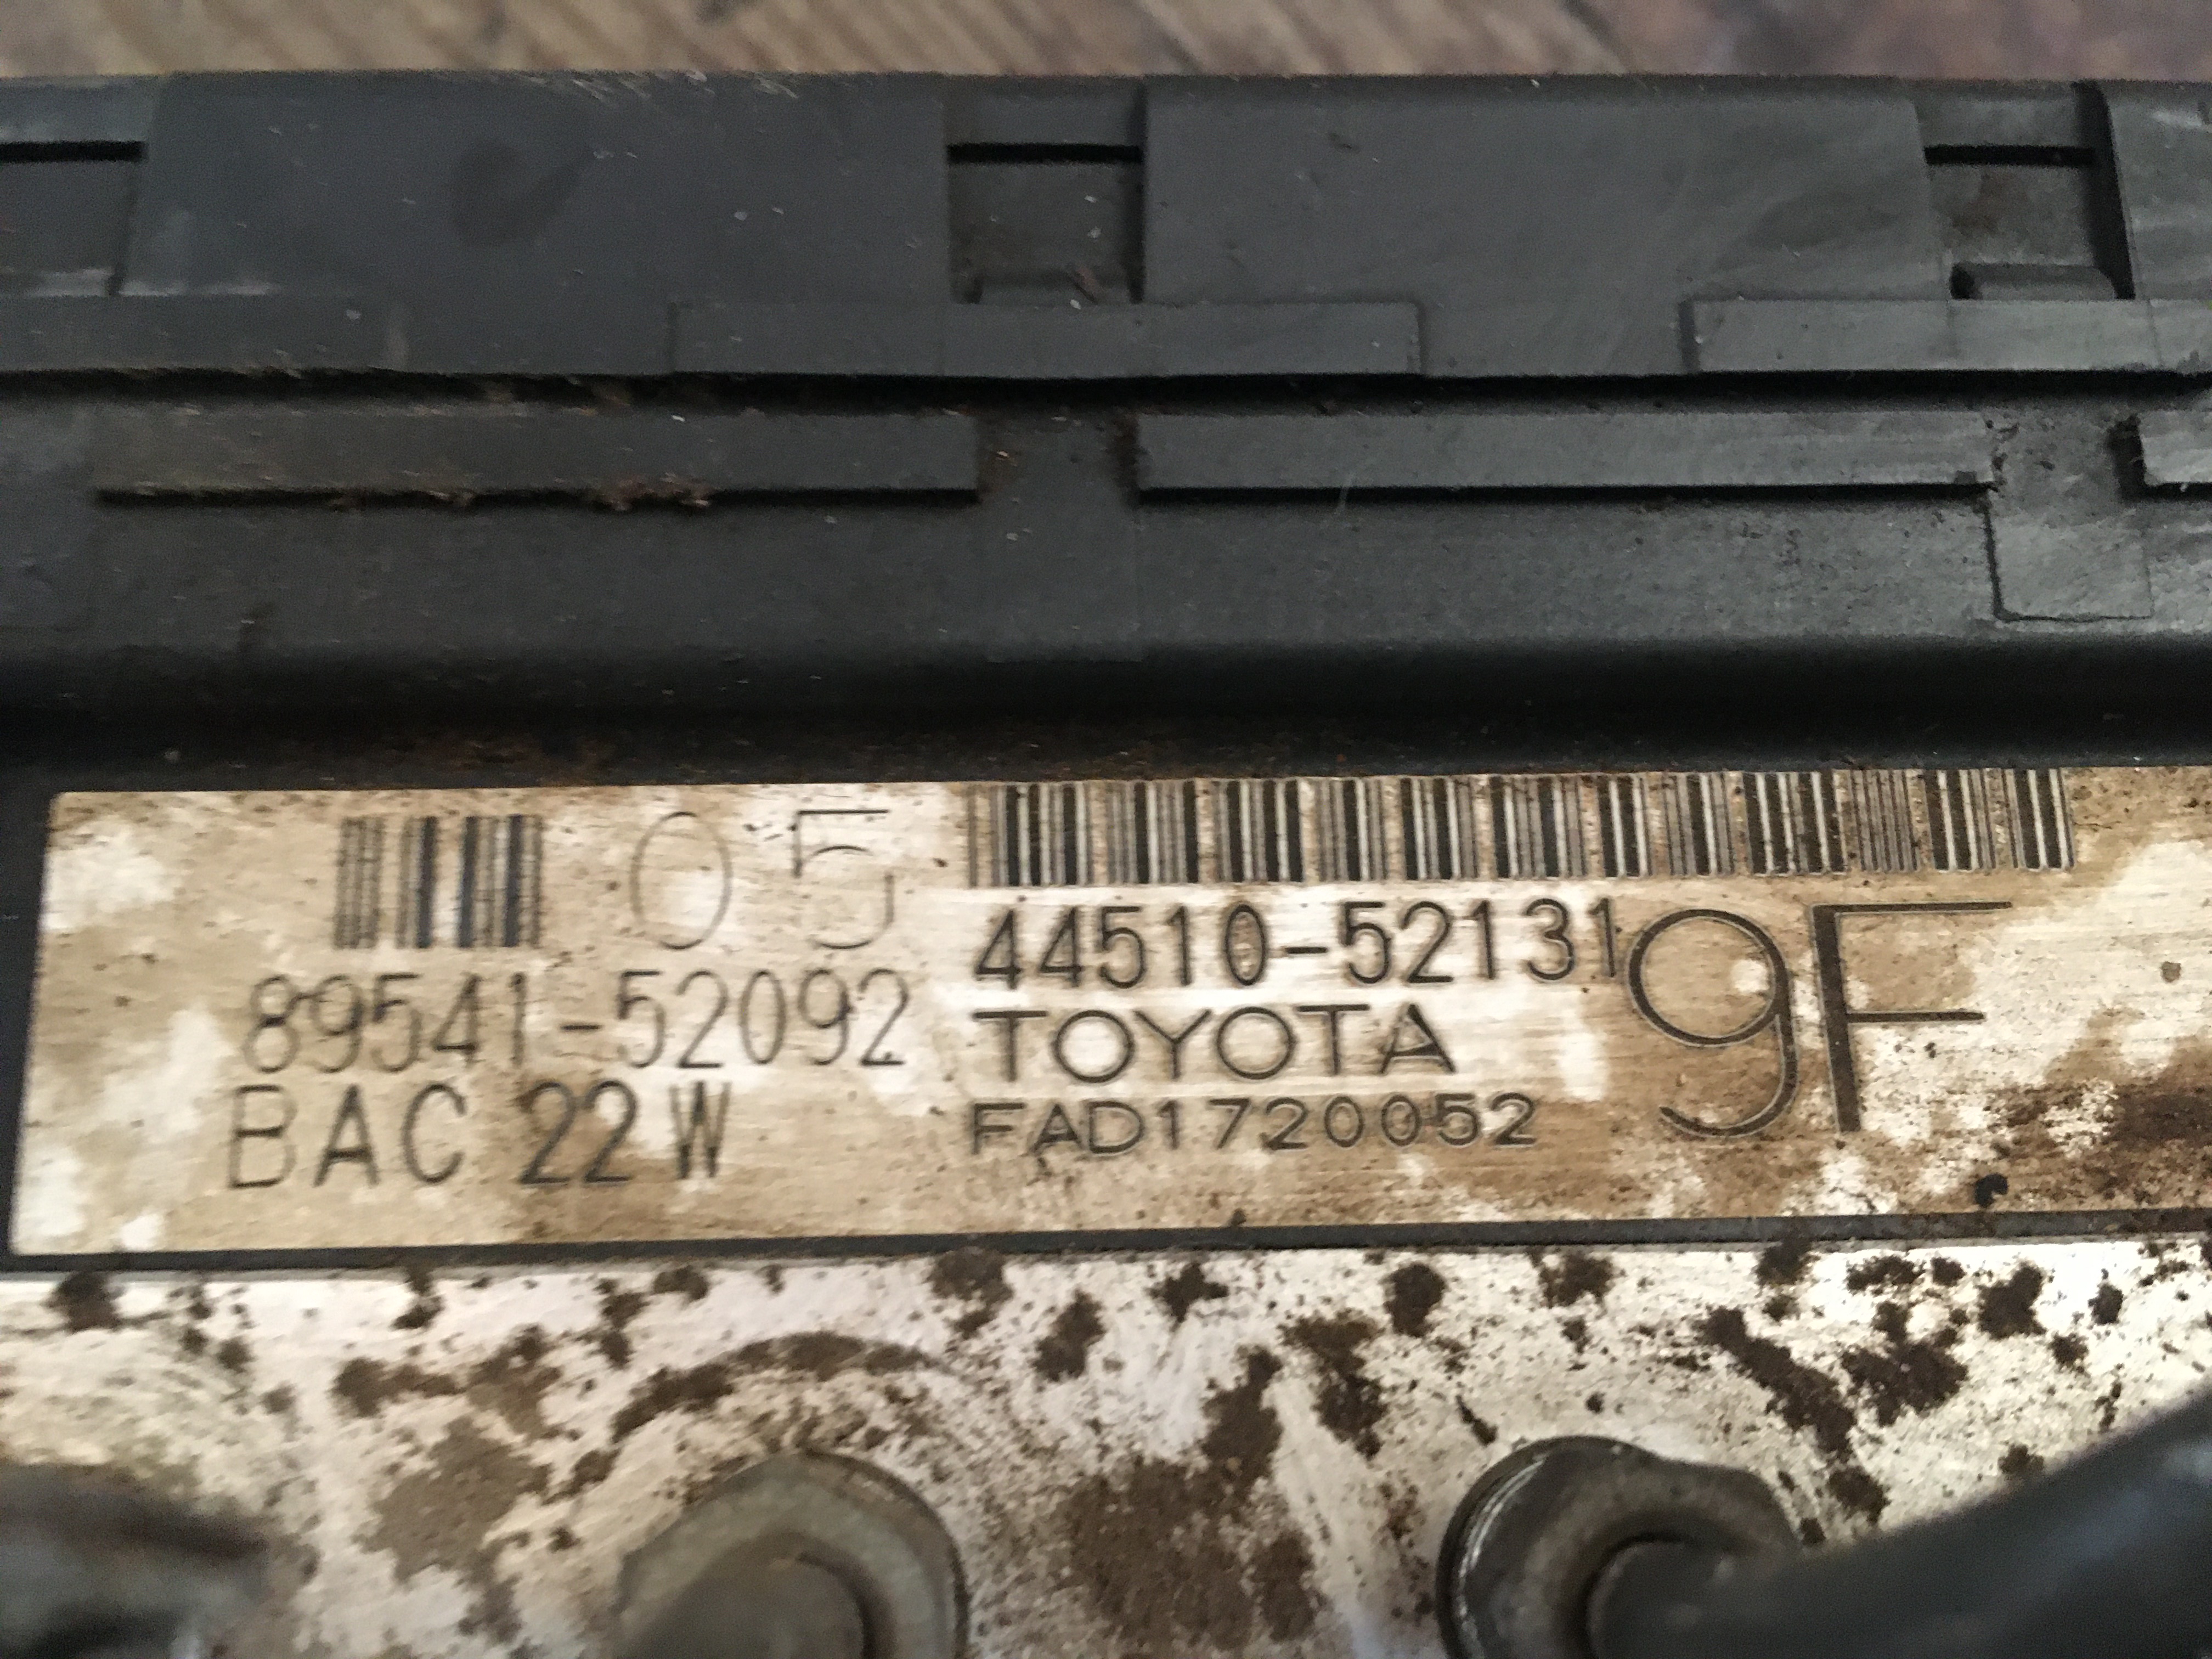 05
89541-52092
BAC 22 W
44510-52131
TOYOTA
FAD1720052
9F